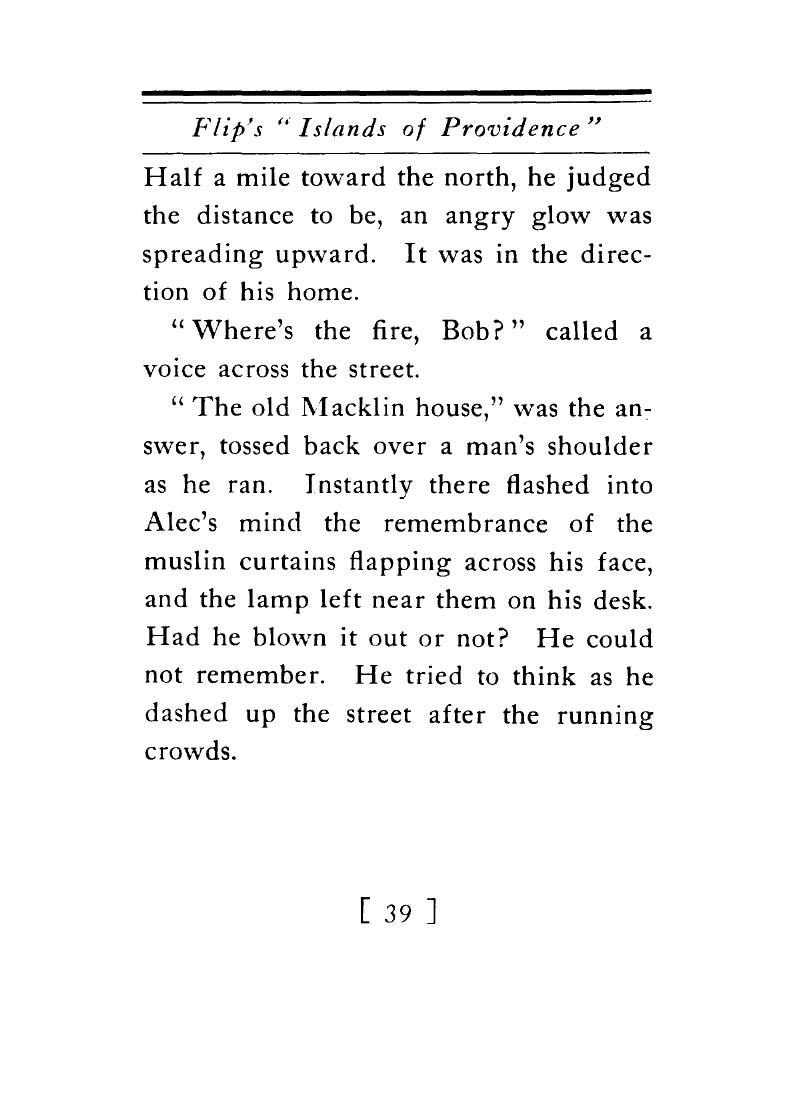 Flip's “Islands of Providence”
Half a mile toward the north, he judged
the distance to be, an angry glow was
spreading upward. It was in the direc-
tion of his home.
“Where's the fire, Bob?” called a
voice across the street.
“The old Macklin house,” was the an-
swer, tossed back over a man's shoulder
as he ran. Instantly there flashed into
Alec's mind the remembrance of the
muslin curtains flapping across his face,
and the lamp left near them on his desk.
Had he blown it out or not? He could
not remember. He tried to think as he
dashed up the street after the running
crowds.
[ 39 ]